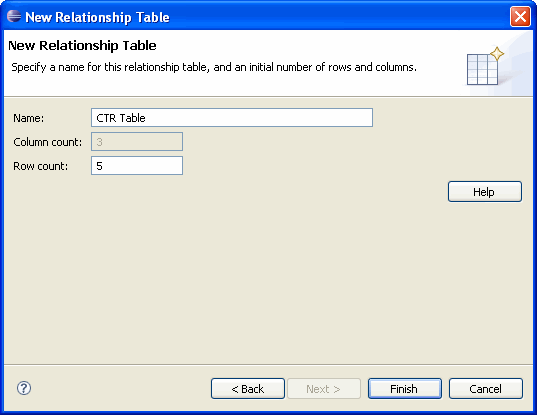 New Relationship Table
New Relationship Table
Specify a name for this relationship table, and an initial number of rows and columns.
Name: CTR Table
Column count: 3
Row count: 5
Help
? < Back Next > Finish Cancel